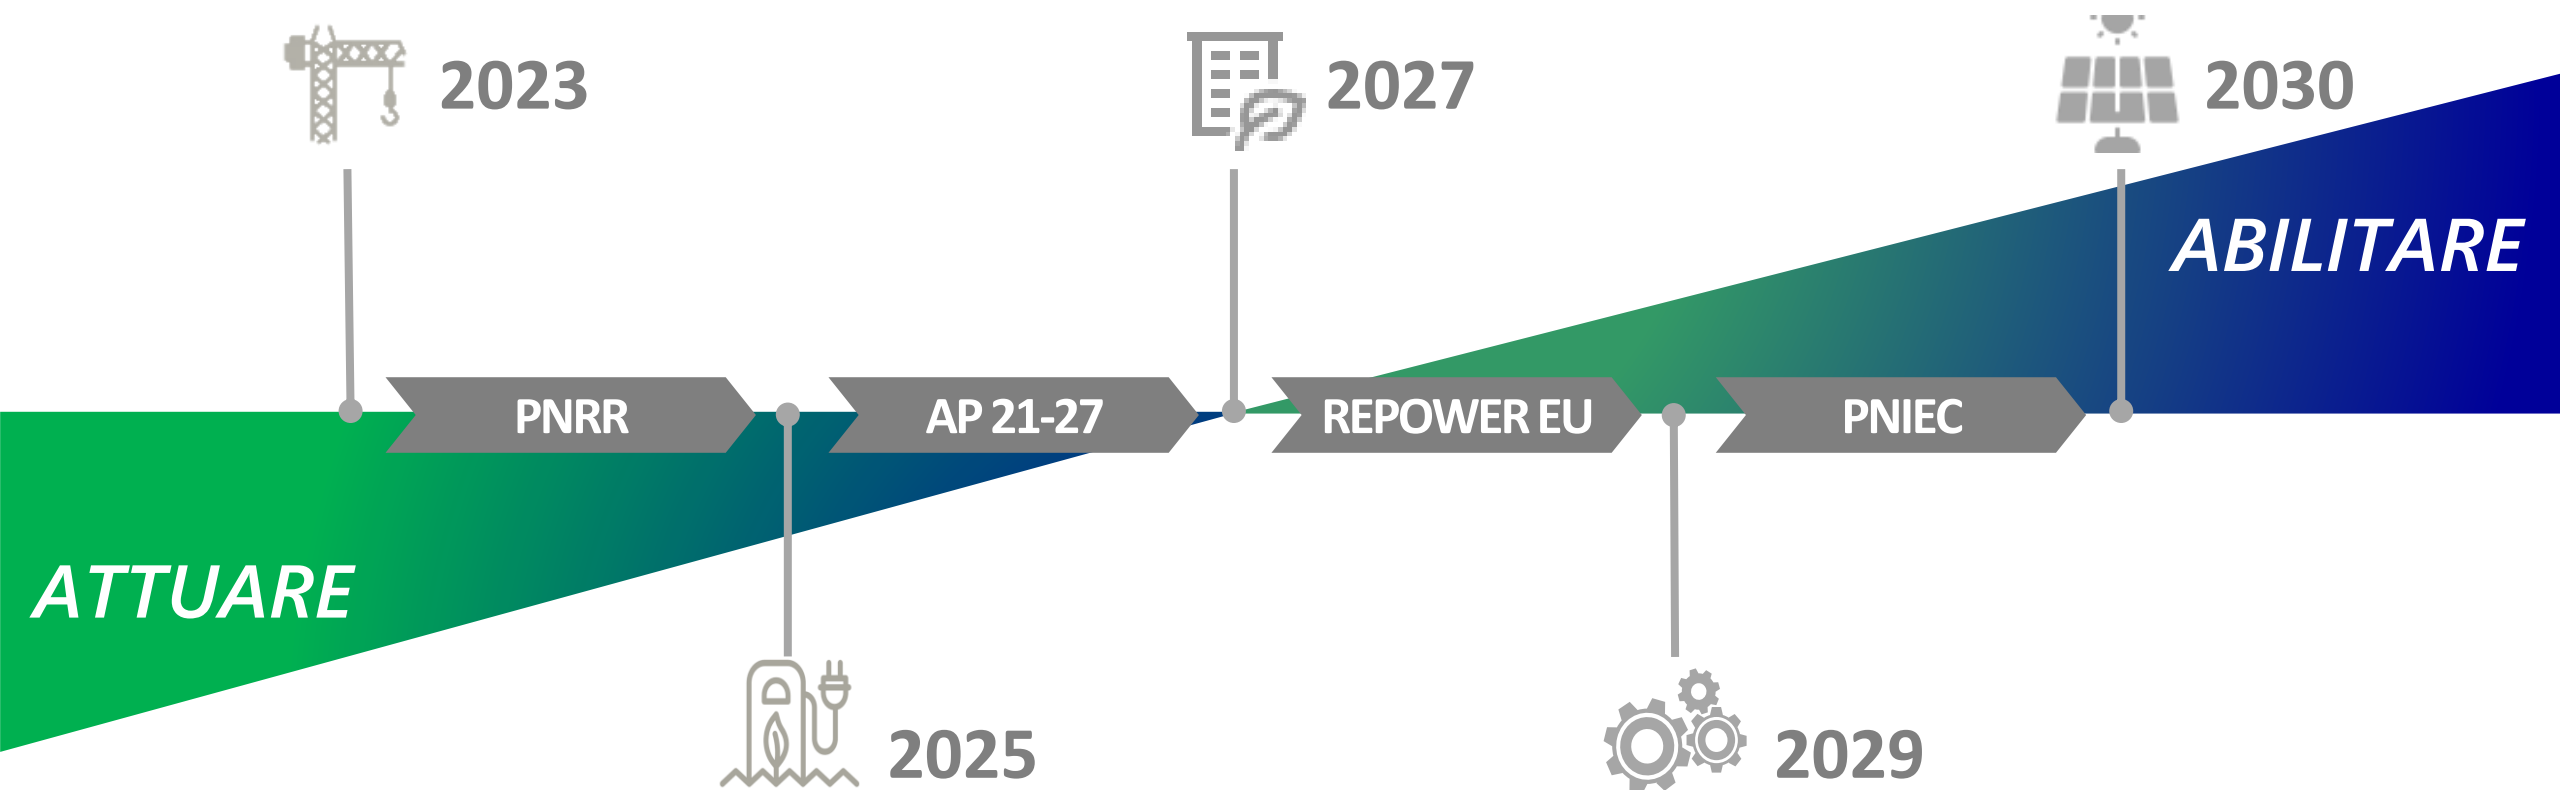 2023
2027
2030
ABILITARE
PNRR
AP 21-27
REPOWER EU
PNIEC
ATTUARE
2025
2029